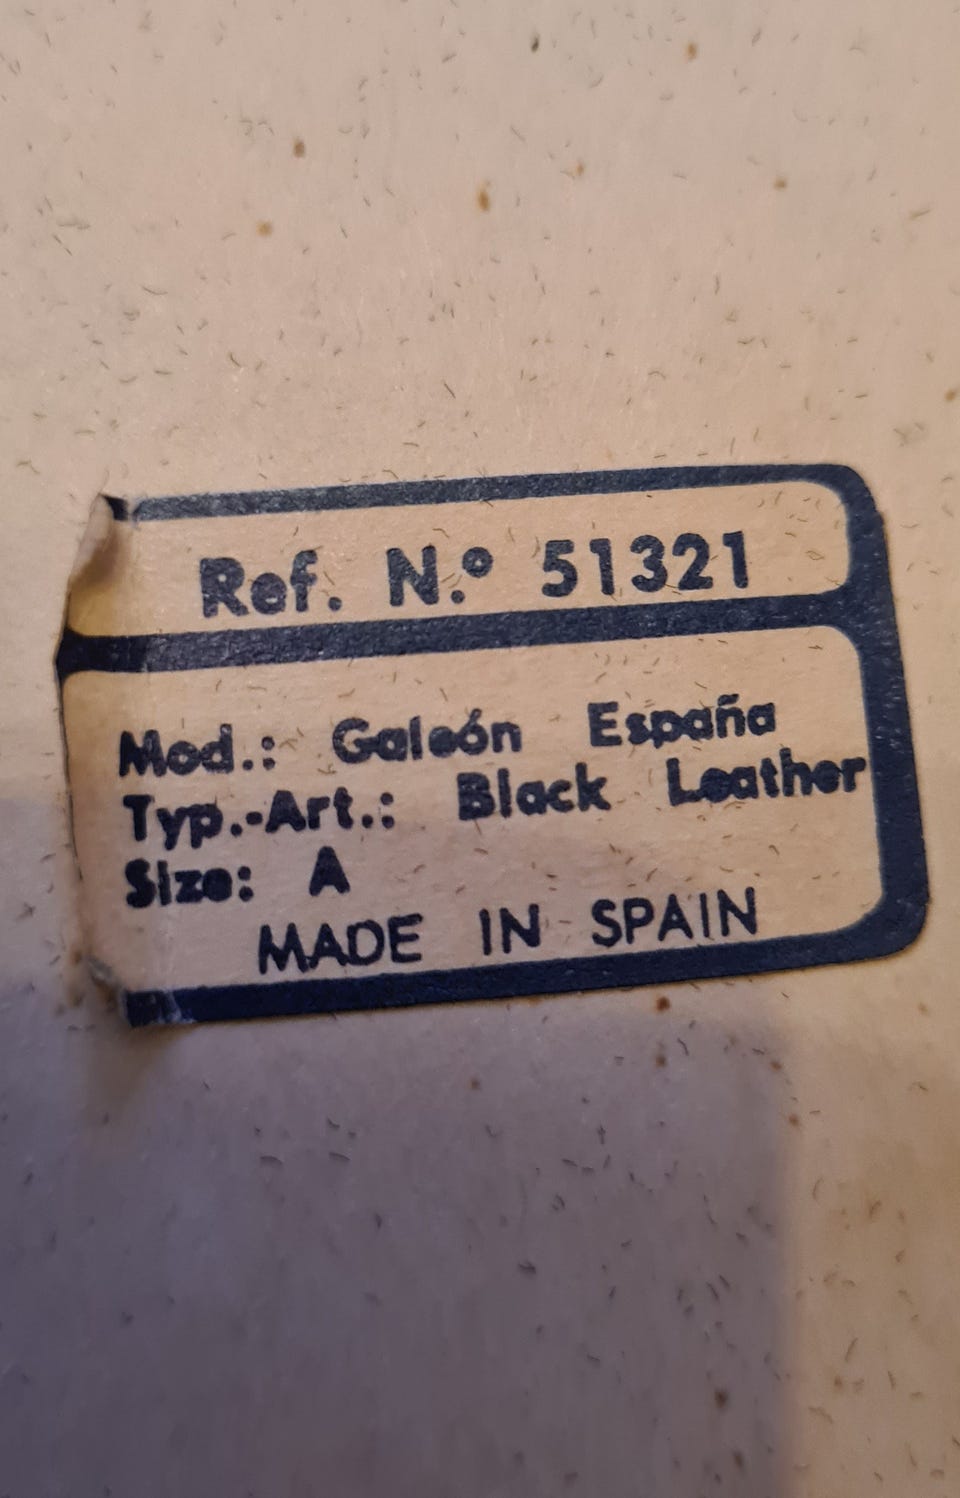 Ref. N.º 51321
Mod.: Galeón España
Typ.-Art.: Black Leather
Size: A
MADE IN SPAIN